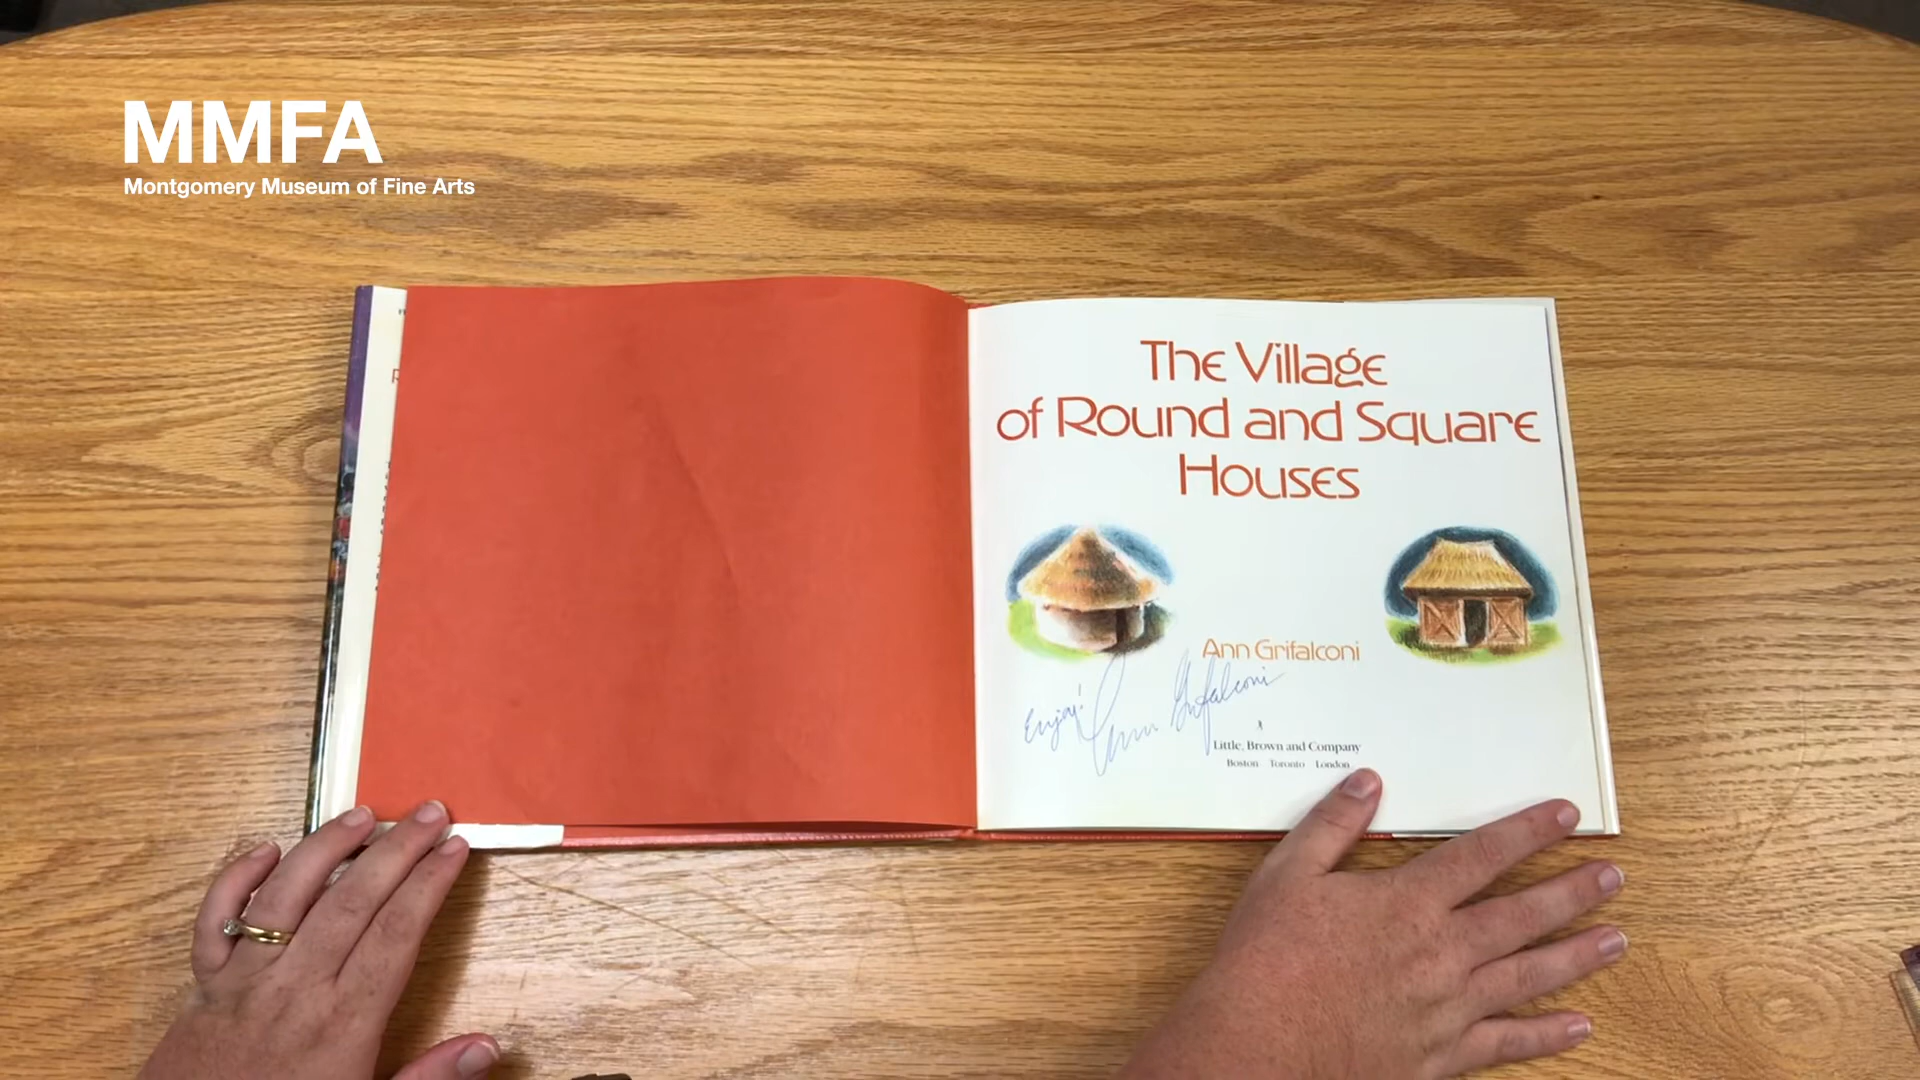 MMFA
Montgomery Museum of Fine Arts
The Village
of Round and Square
Houses
Ann Grifalconi
Enjoy! Ann Grifalconi
Little, Brown and Company
Boston Toronto London